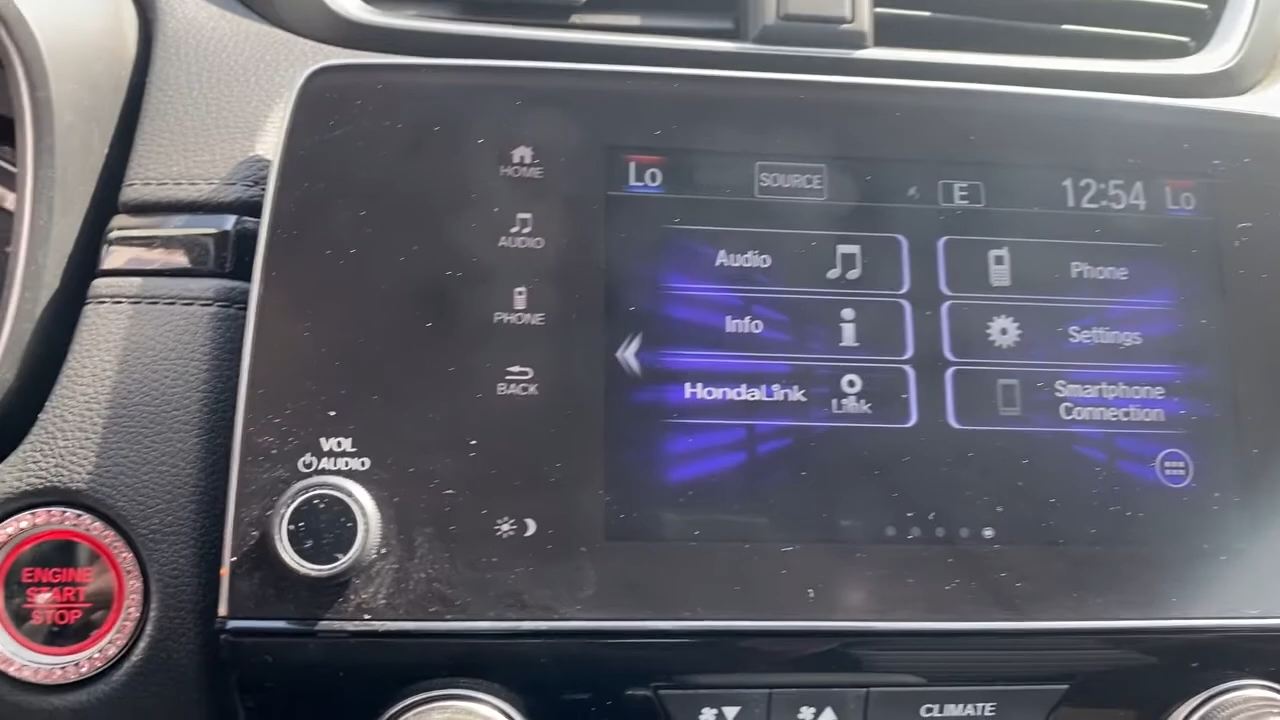 HOME
AUDIO
PHONE
BACK
VOL
AUDIO
ENGINE
START
STOP
Lo
SOURCE
E
12:54
Lo
Audio
Phone
Info
Settings
HondaLink
Link
Smartphone
Connection
CLIMATE